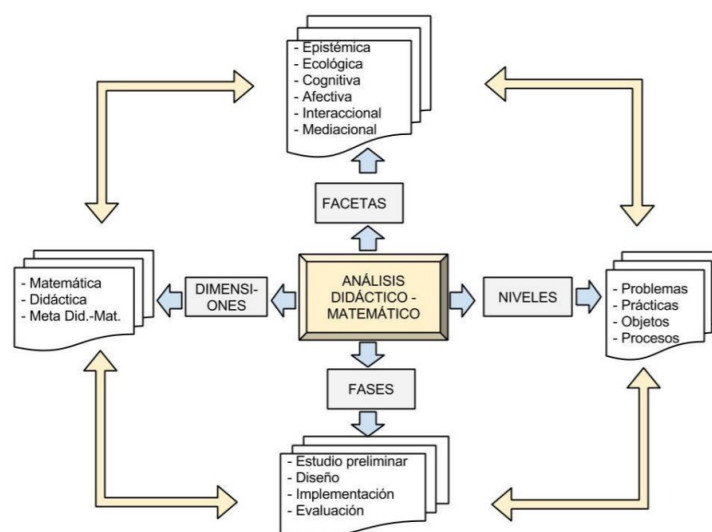 - Epistémica
- Ecológica
- Cognitiva
- Afectiva
- Interaccional
- Mediacional
FACETAS
- Matemática
- Didáctica
- Meta Did.-Mat.
DIMENSI-
ONES
ANÁLISIS
DIDÁCTICO -
MATEMÁTICO
NIVELES
- Problemas
- Prácticas
- Objetos
- Procesos
FASES
- Estudio preliminar
- Diseño
- Implementación
- Evaluación